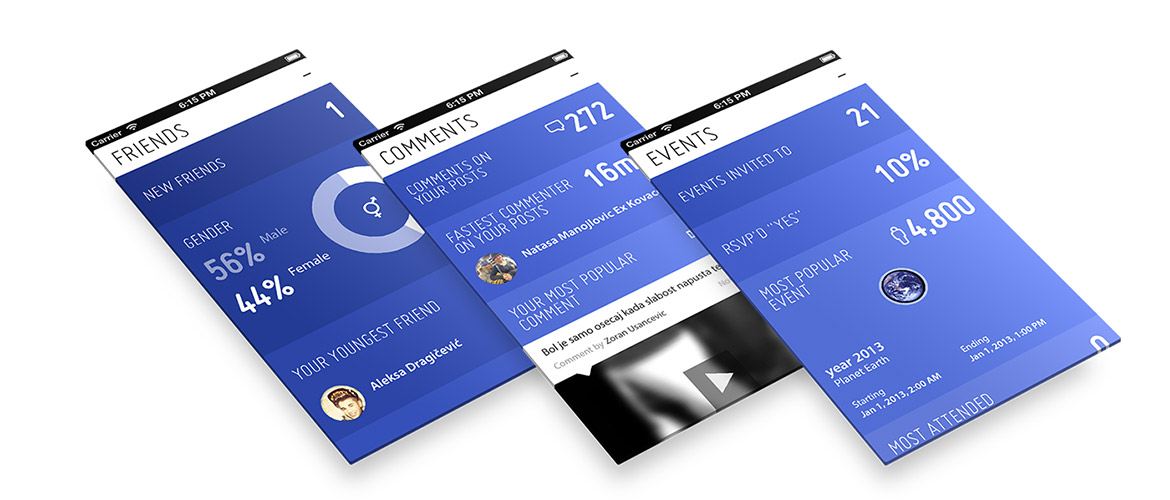 Carrier
6:15 PM
FRIENDS
NEW FRIENDS
1
GENDER
56% Male
44% Female
YOUR YOUNGEST FRIEND
Aleksa Dragičević
Carrier
6:15 PM
COMMENTS
COMMENTS ON
YOUR POSTS
272
FASTEST COMMENTER
ON YOUR POSTS
16m
Natasa Manojlovic Ex Kovac
YOUR MOST POPULAR
COMMENT
Bol je samo osecaj kada slabost napusta te
Comment by Zoran Usancevic
No
Carrier
6:15 PM
EVENTS
EVENTS INVITED TO
21
RSVP'D "YES"
10%
MOST POPULAR
EVENT
4,800
year 2013
Planet Earth
Starting
Jan 1, 2013, 2:00 AM
Ending
Jan 1, 2013, 1:00 PM
MOST ATTENDED
0